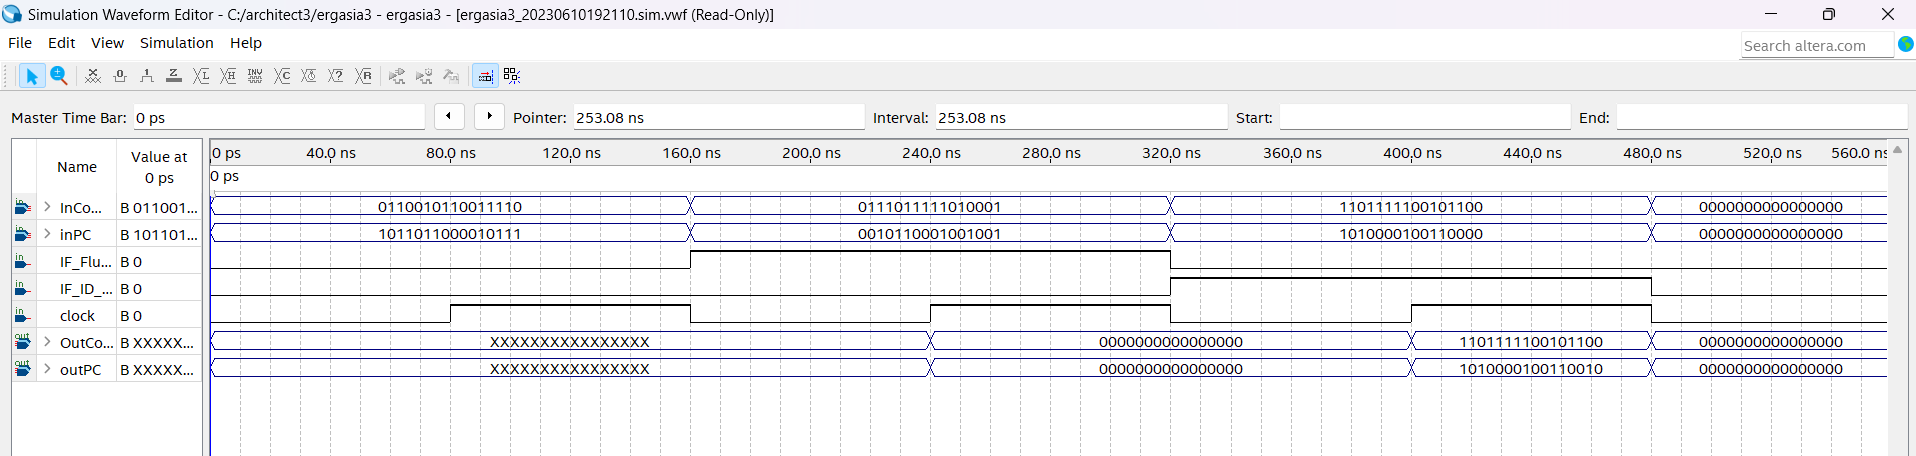 Simulation Waveform Editor - C:/architect3/ergasia3 - ergasia3 - [ergasia3_20230610192110.sim.vwf (Read-Only)]
File Edit View Simulation Help
Search altera.com
Master Time Bar: 0 ps Pointer: 253.08 ns Interval: 253.08 ns Start: End:
Name Value at 0 ps
0 ps 40.0 ns 80.0 ns 120.0 ns 160.0 ns 200.0 ns 240.0 ns 280.0 ns 320.0 ns 360.0 ns 400.0 ns 440.0 ns 480.0 ns 520.0 ns 560.0 ns
0 ps
InCo... B 011001... 0110010110011110 0111011111010001 1101111100101100 0000000000000000
inPC B 101101... 1011011000010111 0010110001001001 1010000100110000 0000000000000000
IF_Flu... B 0
IF_ID_... B 0
clock B 0
OutCo... B XXXXX... XXXXXXXXXXXXXXXX 0000000000000000 1101111100101100 0000000000000000
outPC B XXXXX... XXXXXXXXXXXXXXXX 0000000000000000 1010000100110010 0000000000000000